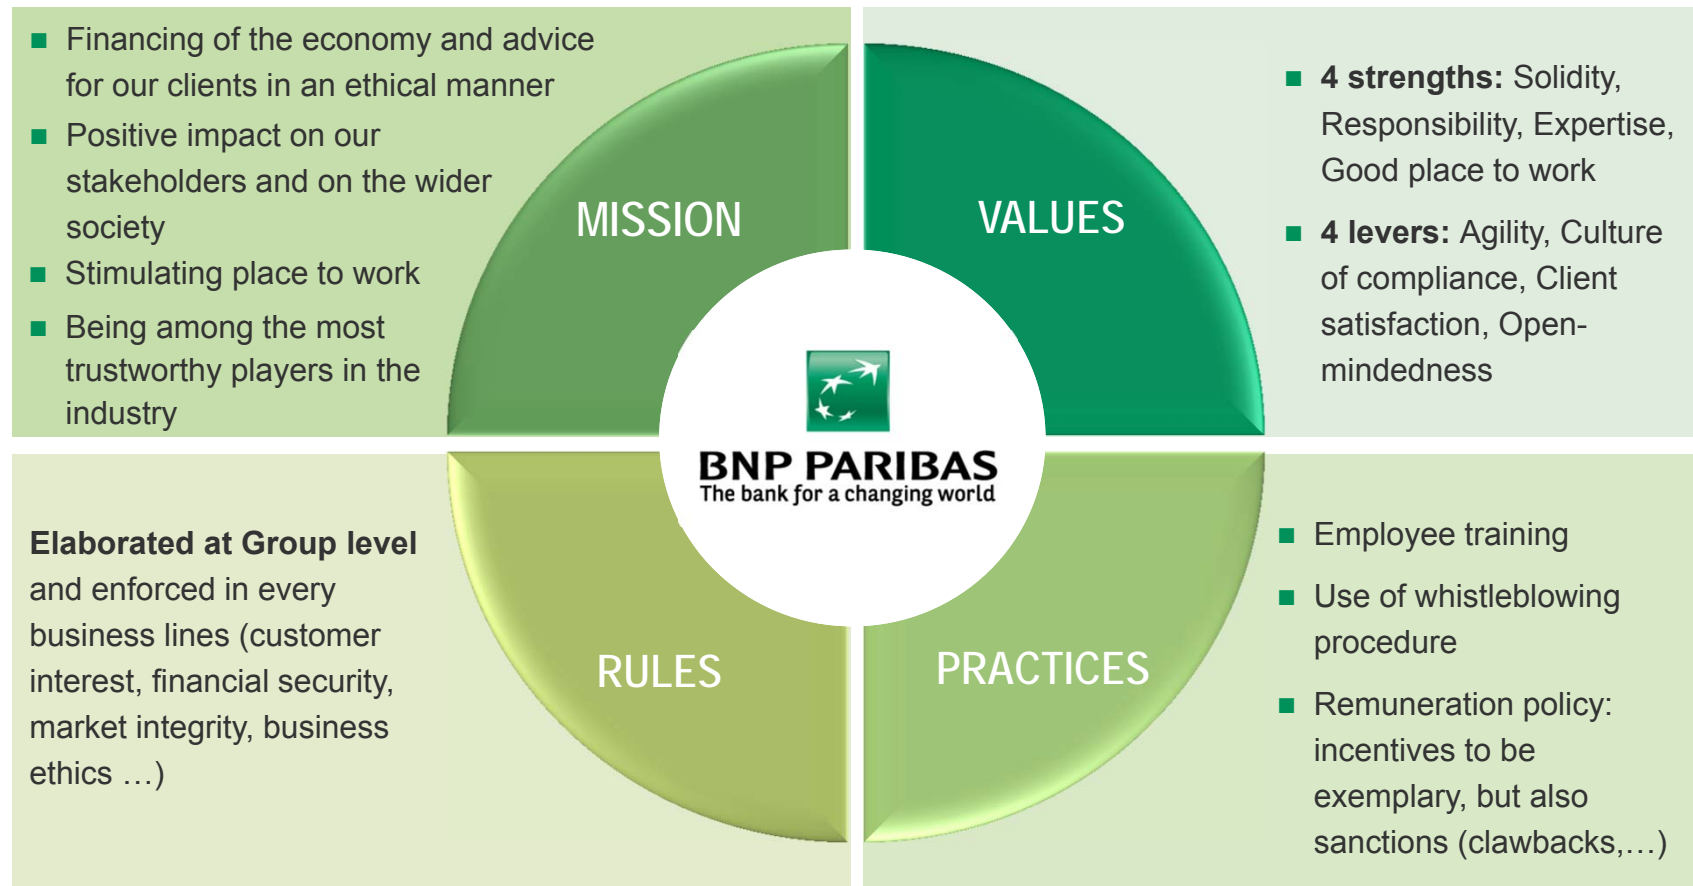 Financing of the economy and advice
for our clients in an ethical manner
Positive impact on our
stakeholders and on the wider
society
Stimulating place to work
Being among the most
trustworthy players in the
industry
MISSION
VALUES
4 strengths: Solidity,
Responsibility, Expertise,
Good place to work
4 levers: Agility, Culture
of compliance, Client
satisfaction, Open-
mindedness
BNP PARIBAS
The bank for a changing world
Elaborated at Group level
and enforced in every
business lines (customer
interest, financial security,
market integrity, business
ethics …)
RULES
PRACTICES
Employee training
Use of whistleblowing
procedure
Remuneration policy:
incentives to be
exemplary, but also
sanctions (clawbacks,…)